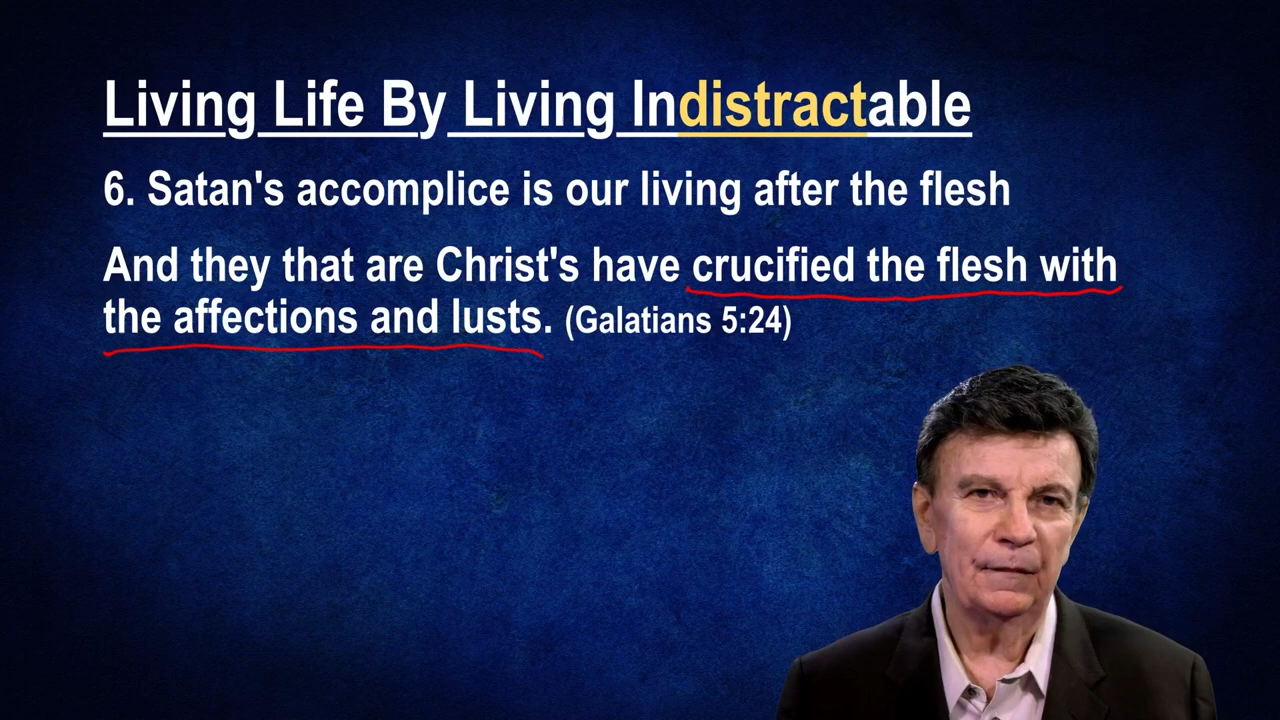 Living Life By Living Indistractable
6. Satan's accomplice is our living after the flesh
And they that are Christ's have crucified the flesh with
the affections and lusts. (Galatians 5:24)